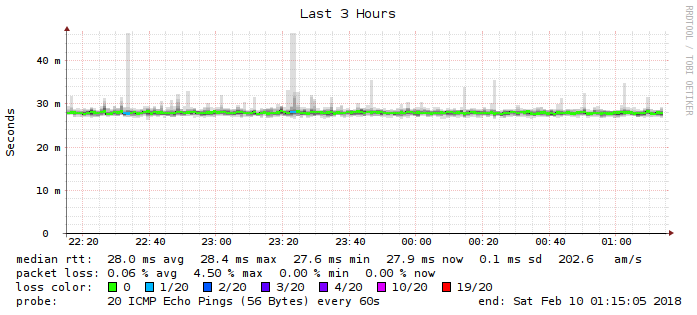 Last 3 Hours
RRDTOOL / TOBI OETIKER
Seconds
40 m
30 m
20 m
10 m
0
22:20 22:40 23:00 23:20 23:40 00:00 00:20 00:40 01:00
median rtt: 28.0 ms avg 28.4 ms max 27.6 ms min 27.9 ms now 0.1 ms sd 202.6 am/s
packet loss: 0.06 % avg 4.50 % max 0.00 % min 0.00 % now
loss color: 0 1/20 2/20 3/20 4/20 10/20 19/20
probe: 20 ICMP Echo Pings (56 Bytes) every 60s end: Sat Feb 10 01:15:05 2018